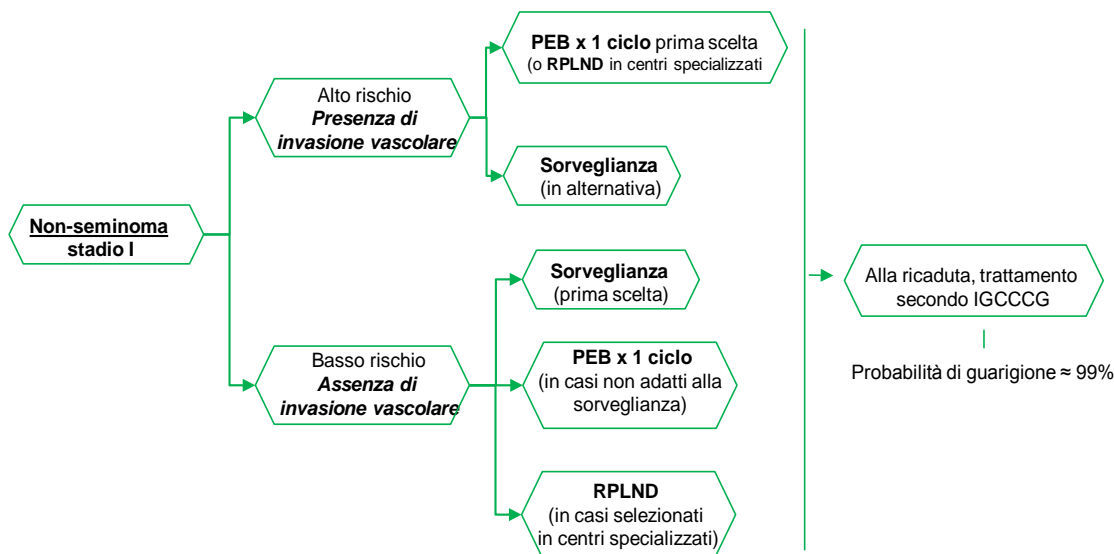 PEB x 1 ciclo prima scelta
(o RPLND in centri specializzati
Alto rischio
Presenza di
invasione vascolare
Sorveglianza
(in alternativa)
Non-seminoma
stadio I
Sorveglianza
(prima scelta)
Alla ricaduta, trattamento
secondo IGCCCG
Basso rischio
Assenza di
invasione vascolare
PEB x 1 ciclo
(in casi non adatti alla
sorveglianza)
Probabilità di guarigione ≈ 99%
RPLND
(in casi selezionati
in centri specializzati)